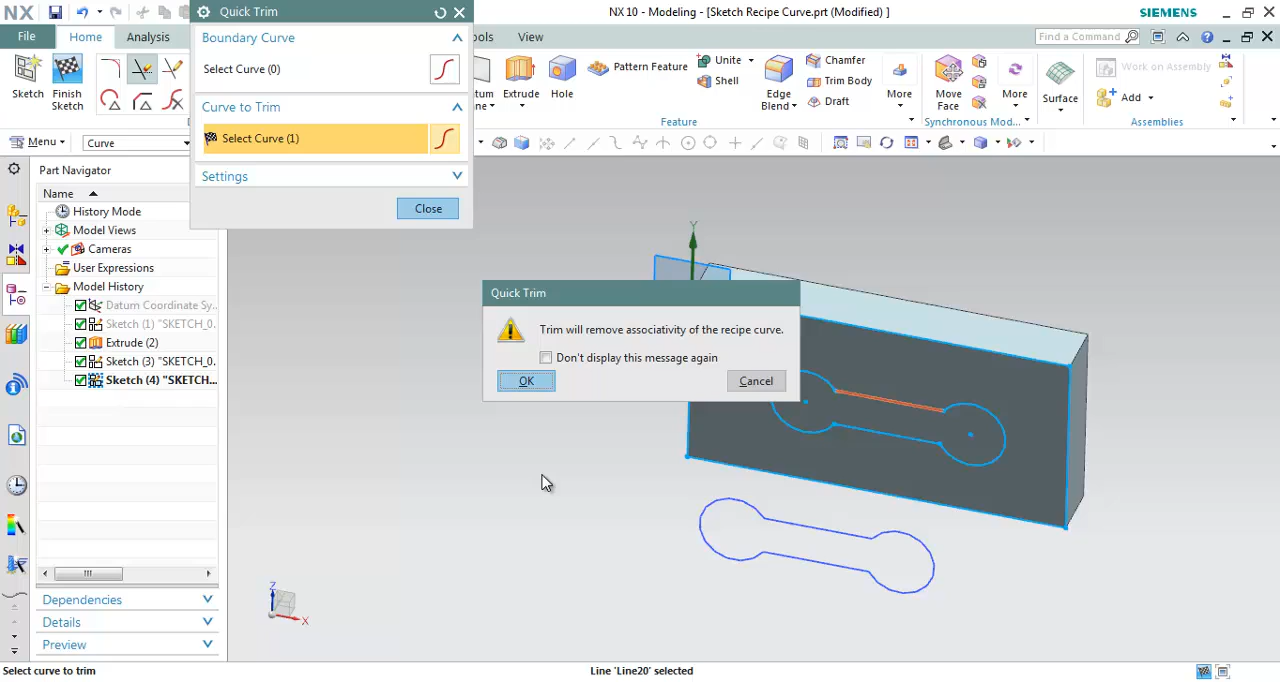 NX
Quick Trim
NX 10 - Modeling - [Sketch Recipe Curve.prt (Modified) ]
SIEMENS
File
Home
Analysis
ols
View
Find a Command
Boundary Curve
Select Curve (0)
Curve to Trim
Select Curve (1)
Settings
Close
Sketch
Finish
Sketch
tum
ne
Extrude
Hole
Pattern Feature
Unite
Shell
Edge
Blend
Chamfer
Trim Body
Draft
More
Feature
Move
Face
More
Synchronous Mod...
Surface
Work on Assembly
Add
Assemblies
Menu
Curve
Part Navigator
Name
History Mode
Model Views
Cameras
User Expressions
Model History
Datum Coordinate Sy...
Sketch (1) "SKETCH_0.
Extrude (2)
Sketch (3) "SKETCH_0.
Sketch (4) "SKETCH...
Dependencies
Details
Preview
Y
Quick Trim
Trim will remove associativity of the recipe curve.
Don't display this message again
OK
Cancel
Z
X
Select curve to trim
Line 'Line20' selected